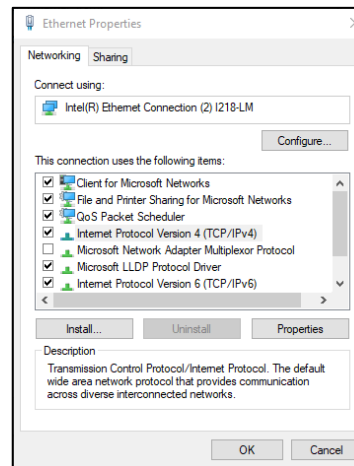 Ethernet Properties
Networking
Sharing
Connect using:
Intel(R) Ethernet Connection (2) I218-LM
Configure...
This connection uses the following items:
Client for Microsoft Networks
File and Printer Sharing for Microsoft Networks
QoS Packet Scheduler
Internet Protocol Version 4 (TCP/IPv4)
Microsoft Network Adapter Multiplexor Protocol
Microsoft LLDP Protocol Driver
Internet Protocol Version 6 (TCP/IPv6)
Install...
Uninstall
Properties
Description
Transmission Control Protocol/Internet Protocol. The default
wide area network protocol that provides communication
across diverse interconnected networks.
OK
Cancel